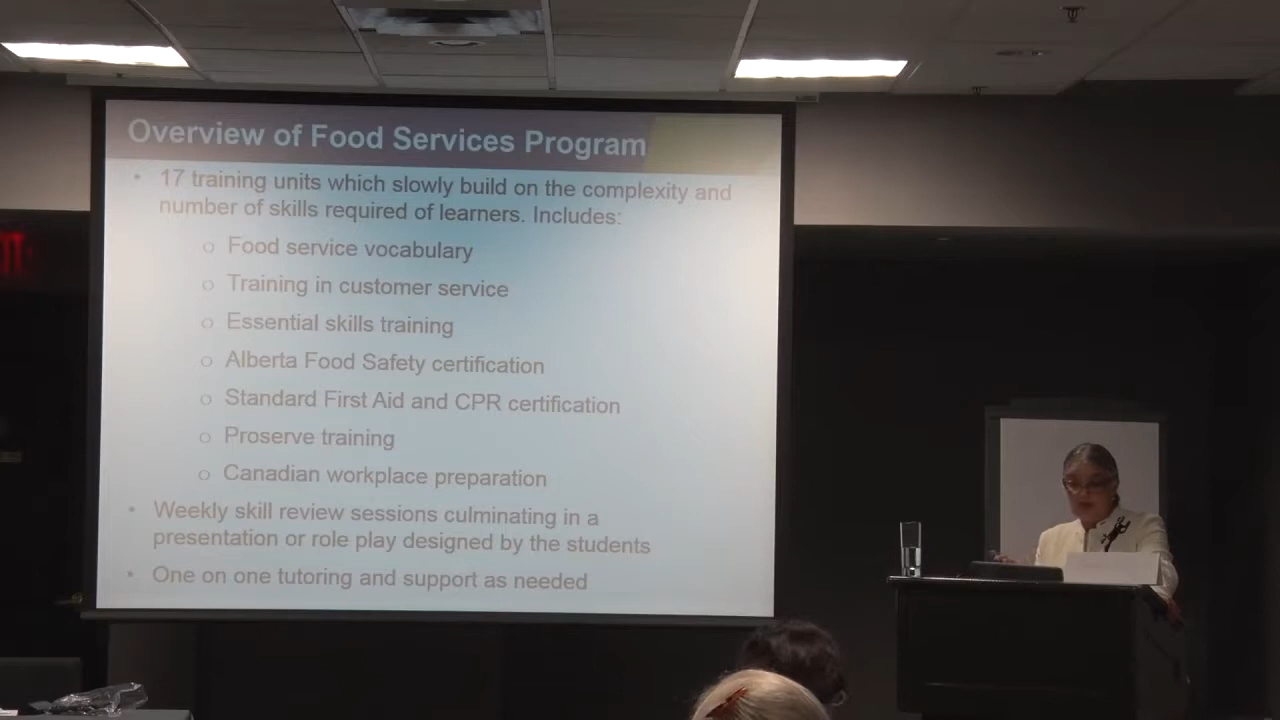 Overview of Food Services Program
• 17 training units which slowly build on the complexity and
number of skills required of learners. Includes:
o Food service vocabulary
o Training in customer service
o Essential skills training
o Alberta Food Safety certification
o Standard First Aid and CPR certification
o Proserve training
o Canadian workplace preparation
• Weekly skill review sessions culminating in a
presentation or role play designed by the students
• One on one tutoring and support as needed